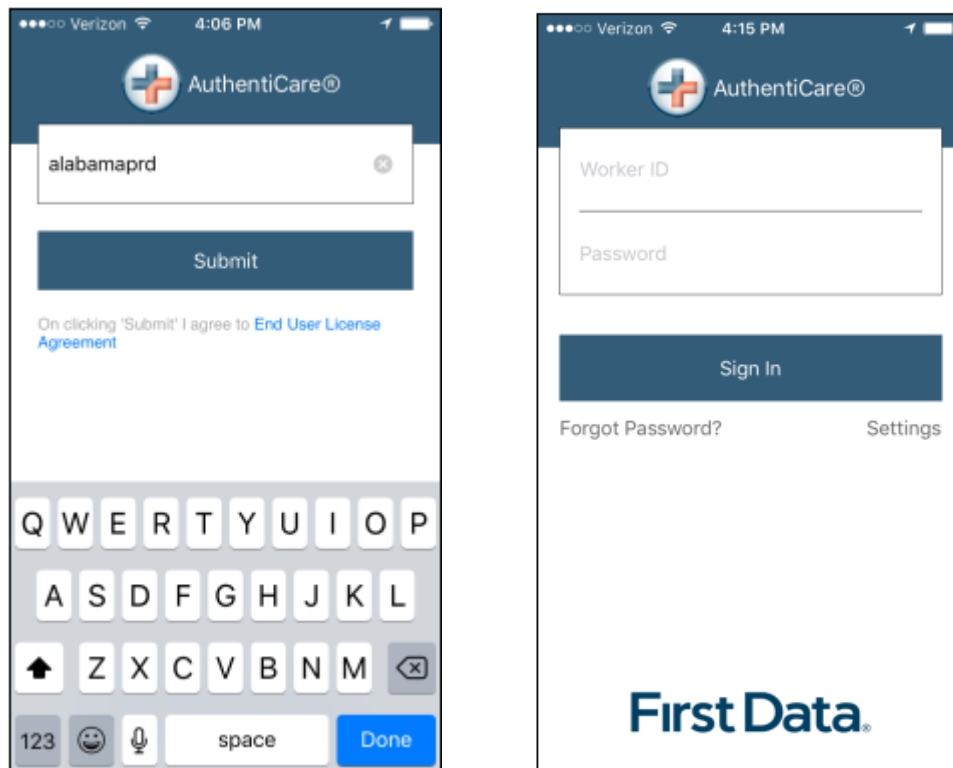 Verizon 4:06 PM
AuthentiCare®
alabamaprd
Submit
On clicking 'Submit' I agree to End User License
Agreement
Q W E R T Y U I O P
A S D F G H J K L
Z X C V B N M
123 space Done
Verizon 4:15 PM
AuthentiCare®
Worker ID
Password
Sign In
Forgot Password? Settings
First Data®